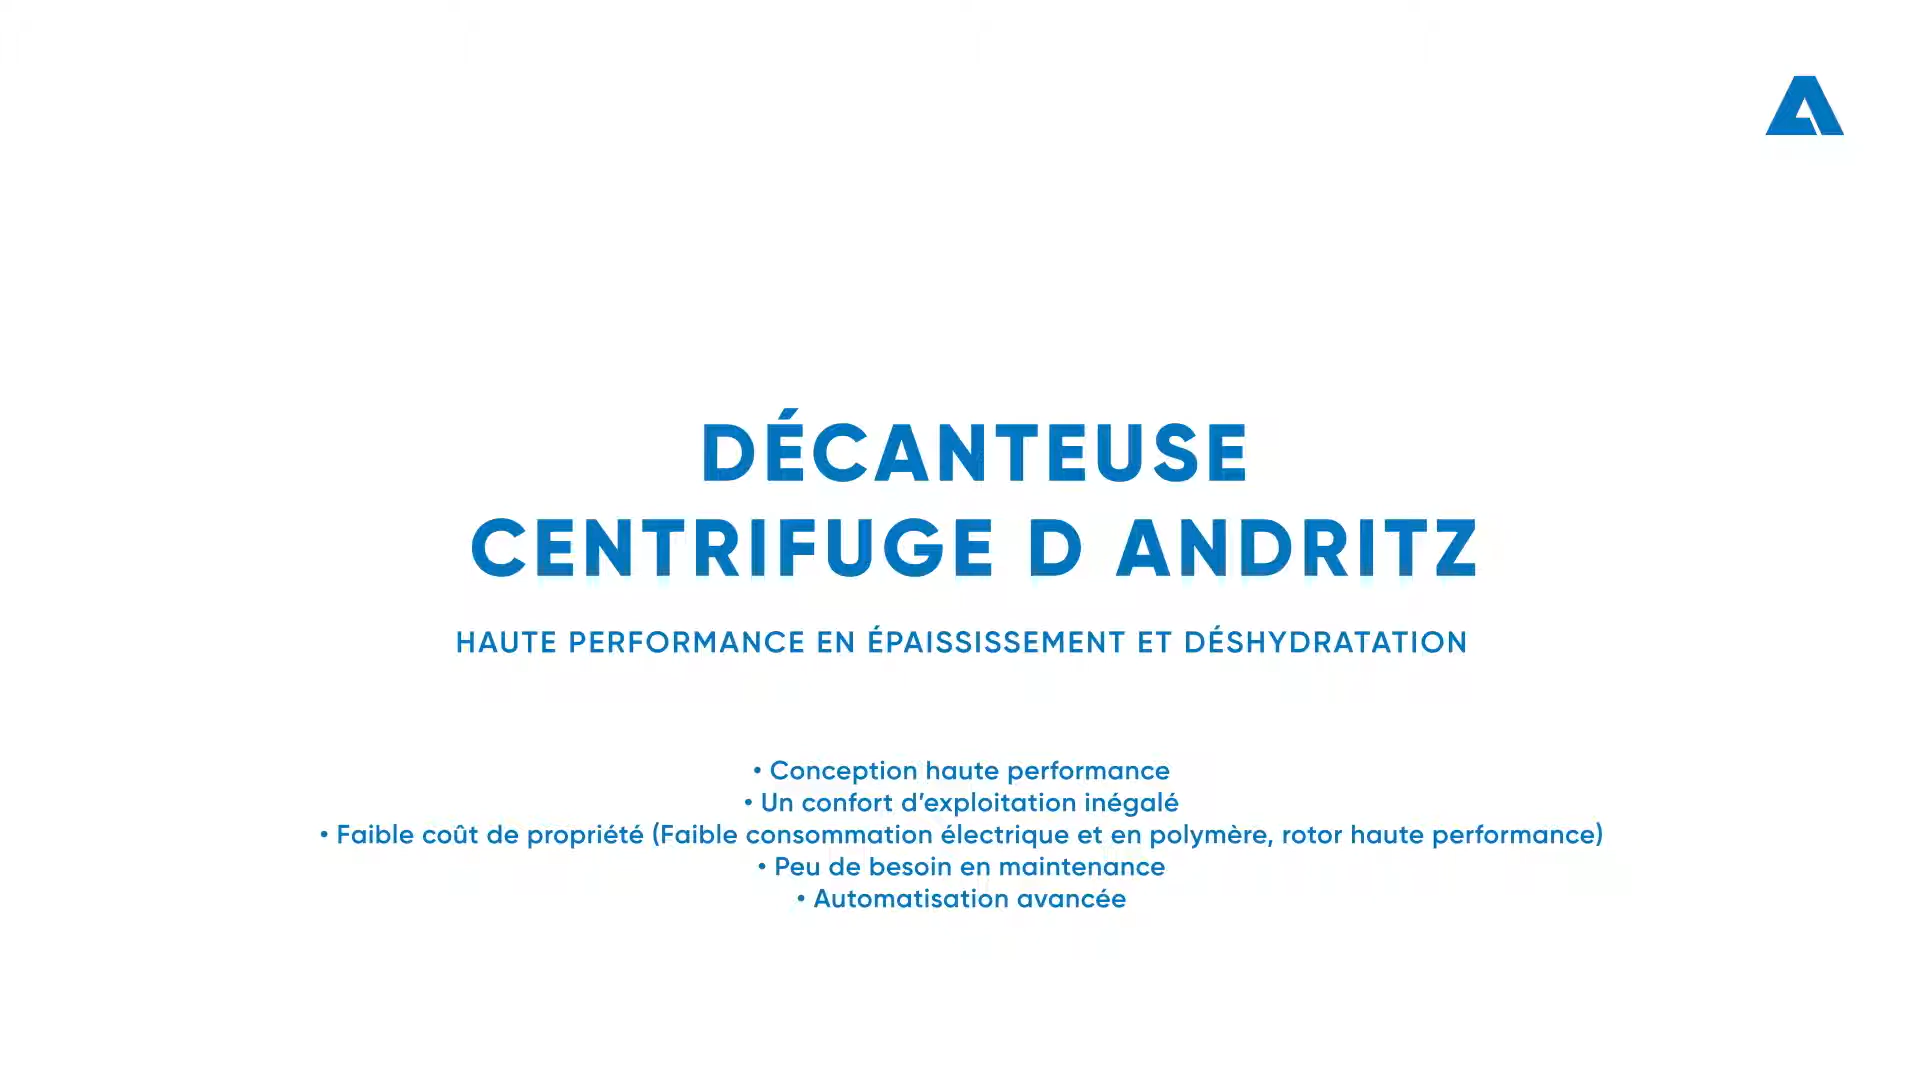 DÉCANTEUSE
CENTRIFUGE D ANDRITZ
HAUTE PERFORMANCE EN ÉPAISSISSEMENT ET DÉSHYDRATATION
• Conception haute performance
• Un confort d’exploitation inégalé
• Faible coût de propriété (Faible consommation électrique et en polymère, rotor haute performance)
• Peu de besoin en maintenance
• Automatisation avancée